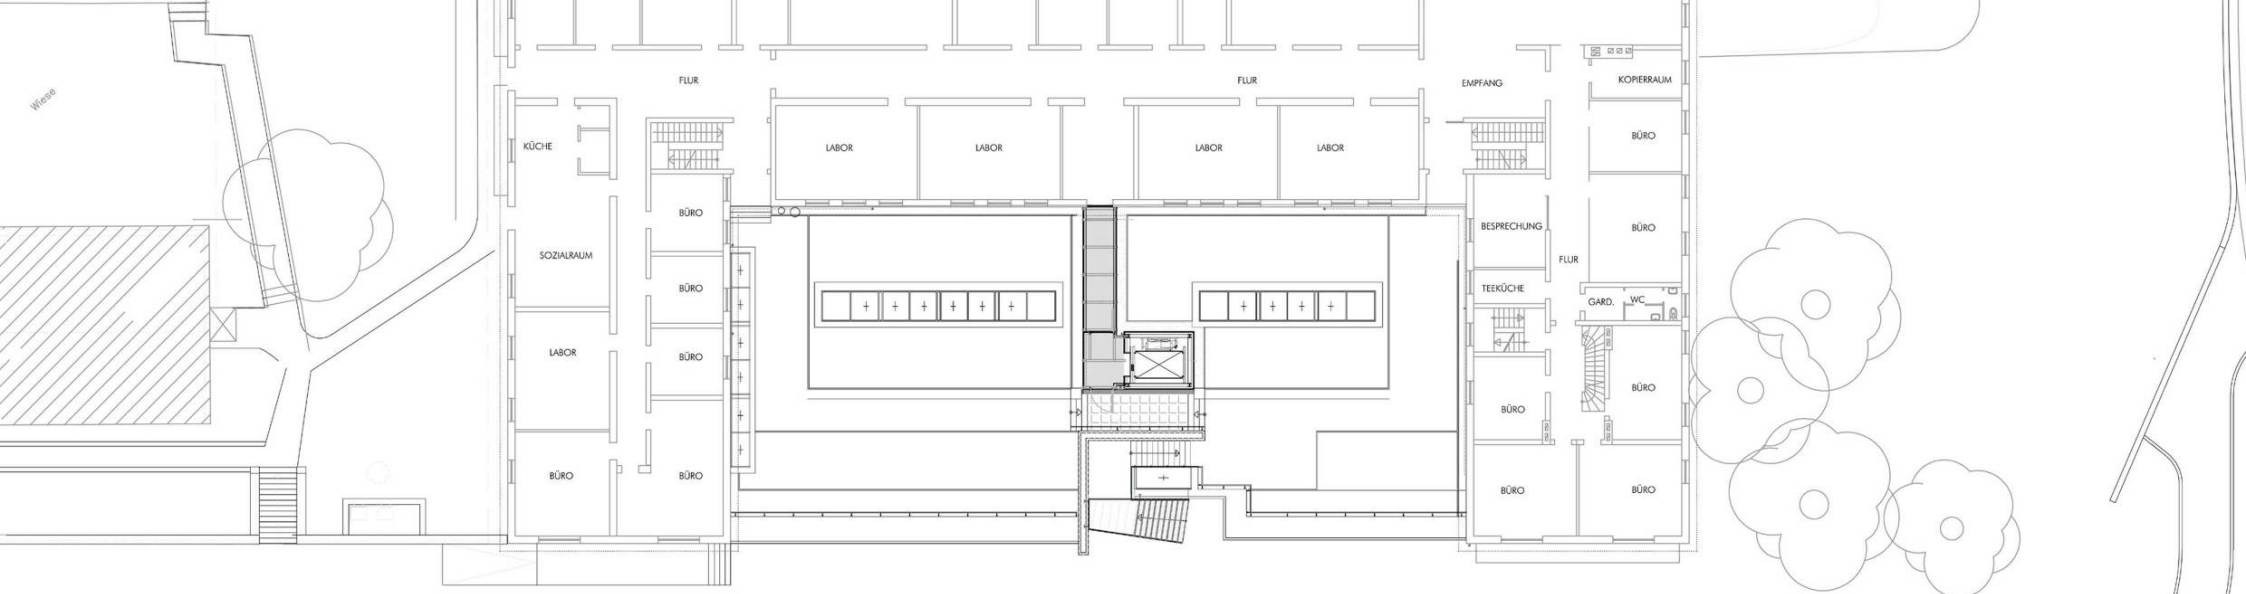 FLUR
FLUR
EMPFANG
KOPIERRAUM
Wiese
BÜRO
KÜCHE
LABOR
LABOR
LABOR
LABOR
BÜRO
BESPRECHUNG
BÜRO
SOZIALRAUM
FLUR
BÜRO
TEEKÜCHE
GARD.
WC
LABOR
BÜRO
BÜRO
BÜRO
BÜRO
BÜRO
BÜRO
BÜRO